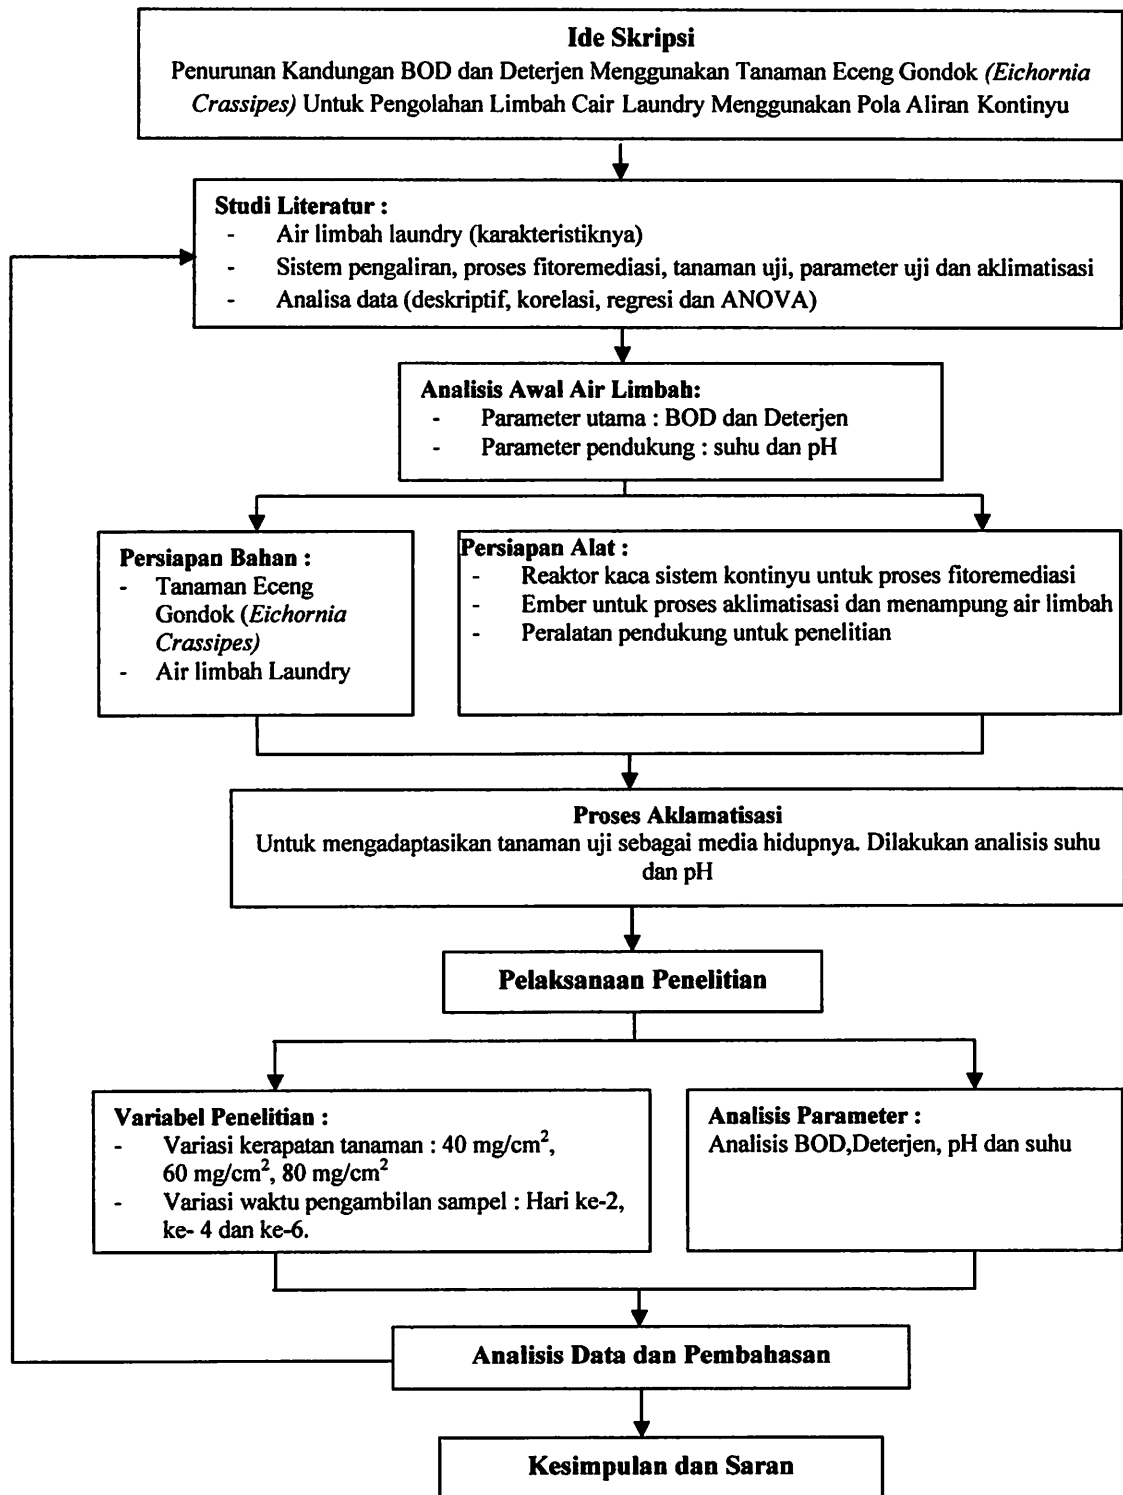 Ide Skripsi
Penurunan Kandungan BOD dan Deterjen Menggunakan Tanaman Eceng Gondok (Eichornia
Crassipes) Untuk Pengolahan Limbah Cair Laundry Menggunakan Pola Aliran Kontinyu
Studi Literatur :
- Air limbah laundry (karakteristiknya)
- Sistem pengaliran, proses fitoremediasi, tanaman uji, parameter uji dan aklimatisasi
- Analisa data (deskriptif, korelasi, regresi dan ANOVA)
Analisis Awal Air Limbah:
- Parameter utama : BOD dan Deterjen
- Parameter pendukung : suhu dan pH
Persiapan Bahan :
- Tanaman Eceng
Gondok (Eichornia
Crassipes)
- Air limbah Laundry
Persiapan Alat :
- Reaktor kaca sistem kontinyu untuk proses fitoremediasi
- Ember untuk proses aklimatisasi dan menampung air limbah
- Peralatan pendukung untuk penelitian
Proses Aklamatisasi
Untuk mengadaptasikan tanaman uji sebagai media hidupnya. Dilakukan analisis suhu
dan pH
Pelaksanaan Penelitian
Variabel Penelitian :
- Variasi kerapatan tanaman : 40 mg/cm²,
60 mg/cm², 80 mg/cm²
- Variasi waktu pengambilan sampel : Hari ke-2,
ke- 4 dan ke-6.
Analisis Parameter :
Analisis BOD,Deterjen, pH dan suhu
Analisis Data dan Pembahasan
Kesimpulan dan Saran